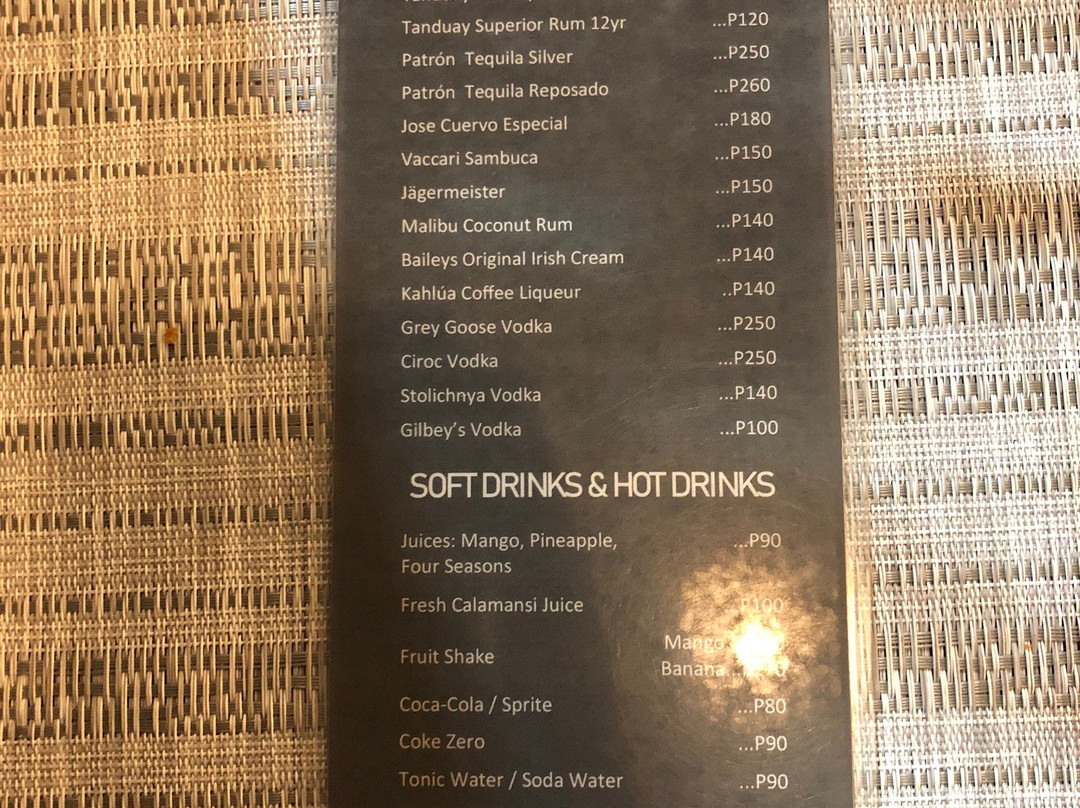 Tanduay Superior Rum 12yr ...P120
Patrón Tequila Silver ...P250
Patrón Tequila Reposado ...P260
Jose Cuervo Especial ...P180
Vaccari Sambuca ...P150
Jägermeister ...P150
Malibu Coconut Rum ...P140
Baileys Original Irish Cream ...P140
Kahlúa Coffee Liqueur ..P140
Grey Goose Vodka ...P250
Ciroc Vodka ...P250
Stolichnya Vodka ...P140
Gilbey's Vodka ...P100
SOFT DRINKS & HOT DRINKS
Juices: Mango, Pineapple, ...P90
Four Seasons
Fresh Calamansi Juice P100
Mango
Fruit Shake
Banana
Coca-Cola / Sprite ...P80
Coke Zero ...P90
Tonic Water / Soda Water ...P90